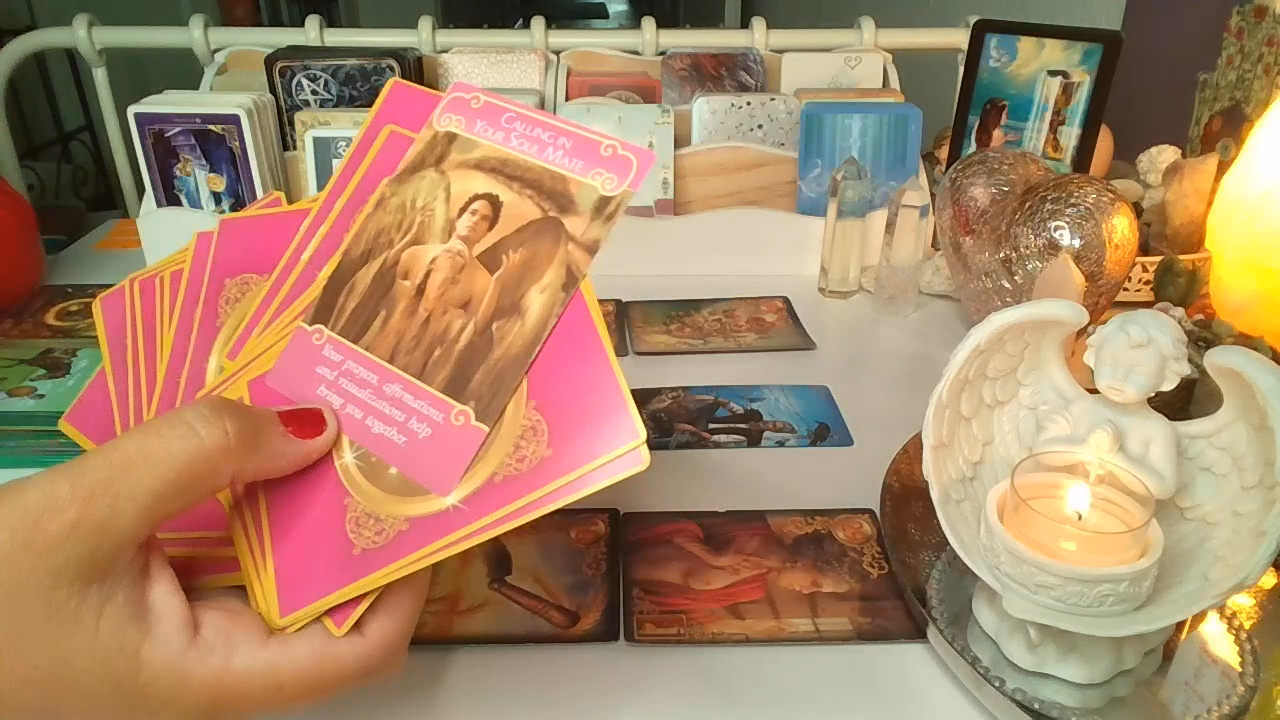 CALLING IN
YOUR SOUL MATE
Your prayers, affirmations,
and visualizations help
bring you together.